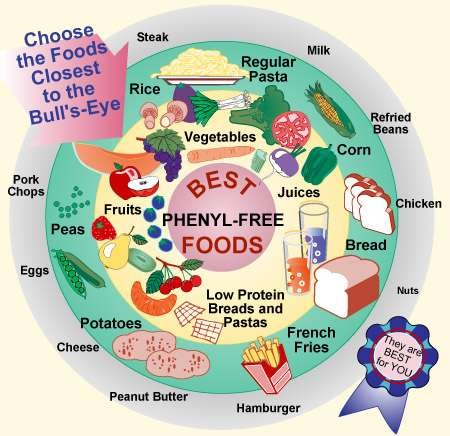 Choose
the Foods
Closest
to the
Bull's-Eye
Steak
Milk
Regular
Pasta
Rice
Refried
Beans
Vegetables
Corn
Pork
Chops
BEST
Juices
Chicken
Fruits
PHENYL-FREE
Peas
FOODS
Bread
Eggs
Nuts
Low Protein
Breads and
Pastas
Potatoes
French
Fries
Cheese
Peanut Butter
Hamburger
They are
BEST
for YOU